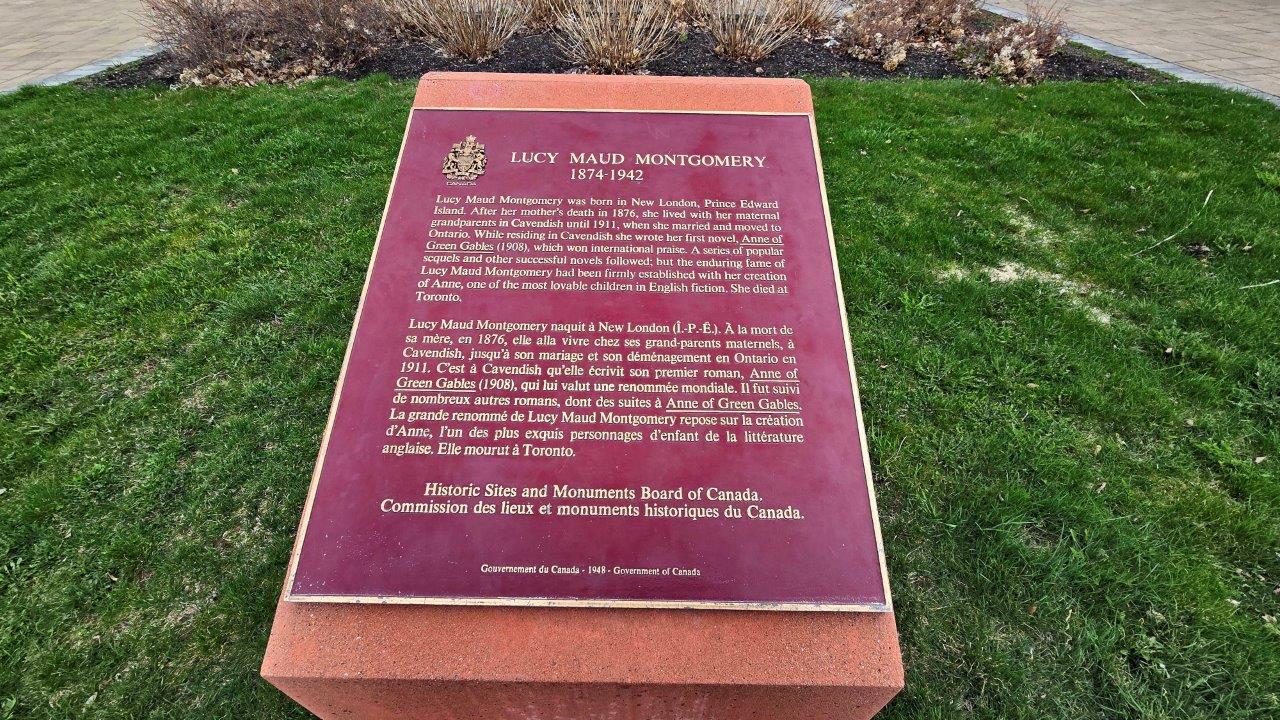 CANADA
LUCY MAUD MONTGOMERY
1874-1942
Lucy Maud Montgomery was born in New London, Prince Edward
Island. After her mother's death in 1876, she lived with her maternal
grandparents in Cavendish until 1911, when she married and moved to
Ontario. While residing in Cavendish she wrote her first novel, Anne of
Green Gables (1908), which won international praise. A series of popular
sequels and other successful novels followed; but the enduring fame of
Lucy Maud Montgomery had been firmly established with her creation
of Anne, one of the most lovable children in English fiction. She died at
Toronto.
Lucy Maud Montgomery naquit à New London (Î.-P.-É.). À la mort de
sa mère, en 1876, elle alla vivre chez ses grand-parents maternels, à
Cavendish, jusqu'à son mariage et son déménagement en Ontario en
1911. C'est à Cavendish qu'elle écrivit son premier roman, Anne of
Green Gables (1908), qui lui valut une renommée mondiale. Il fut suivi
de nombreux autres romans, dont des suites à Anne of Green Gables.
La grande renommé de Lucy Maud Montgomery repose sur la création
d'Anne, l'un des plus exquis personnages d'enfant de la littérature
anglaise. Elle mourut à Toronto.
Historic Sites and Monuments Board of Canada.
Commission des lieux et monuments historiques du Canada.
Gouvernement du Canada - 1948 - Government of Canada